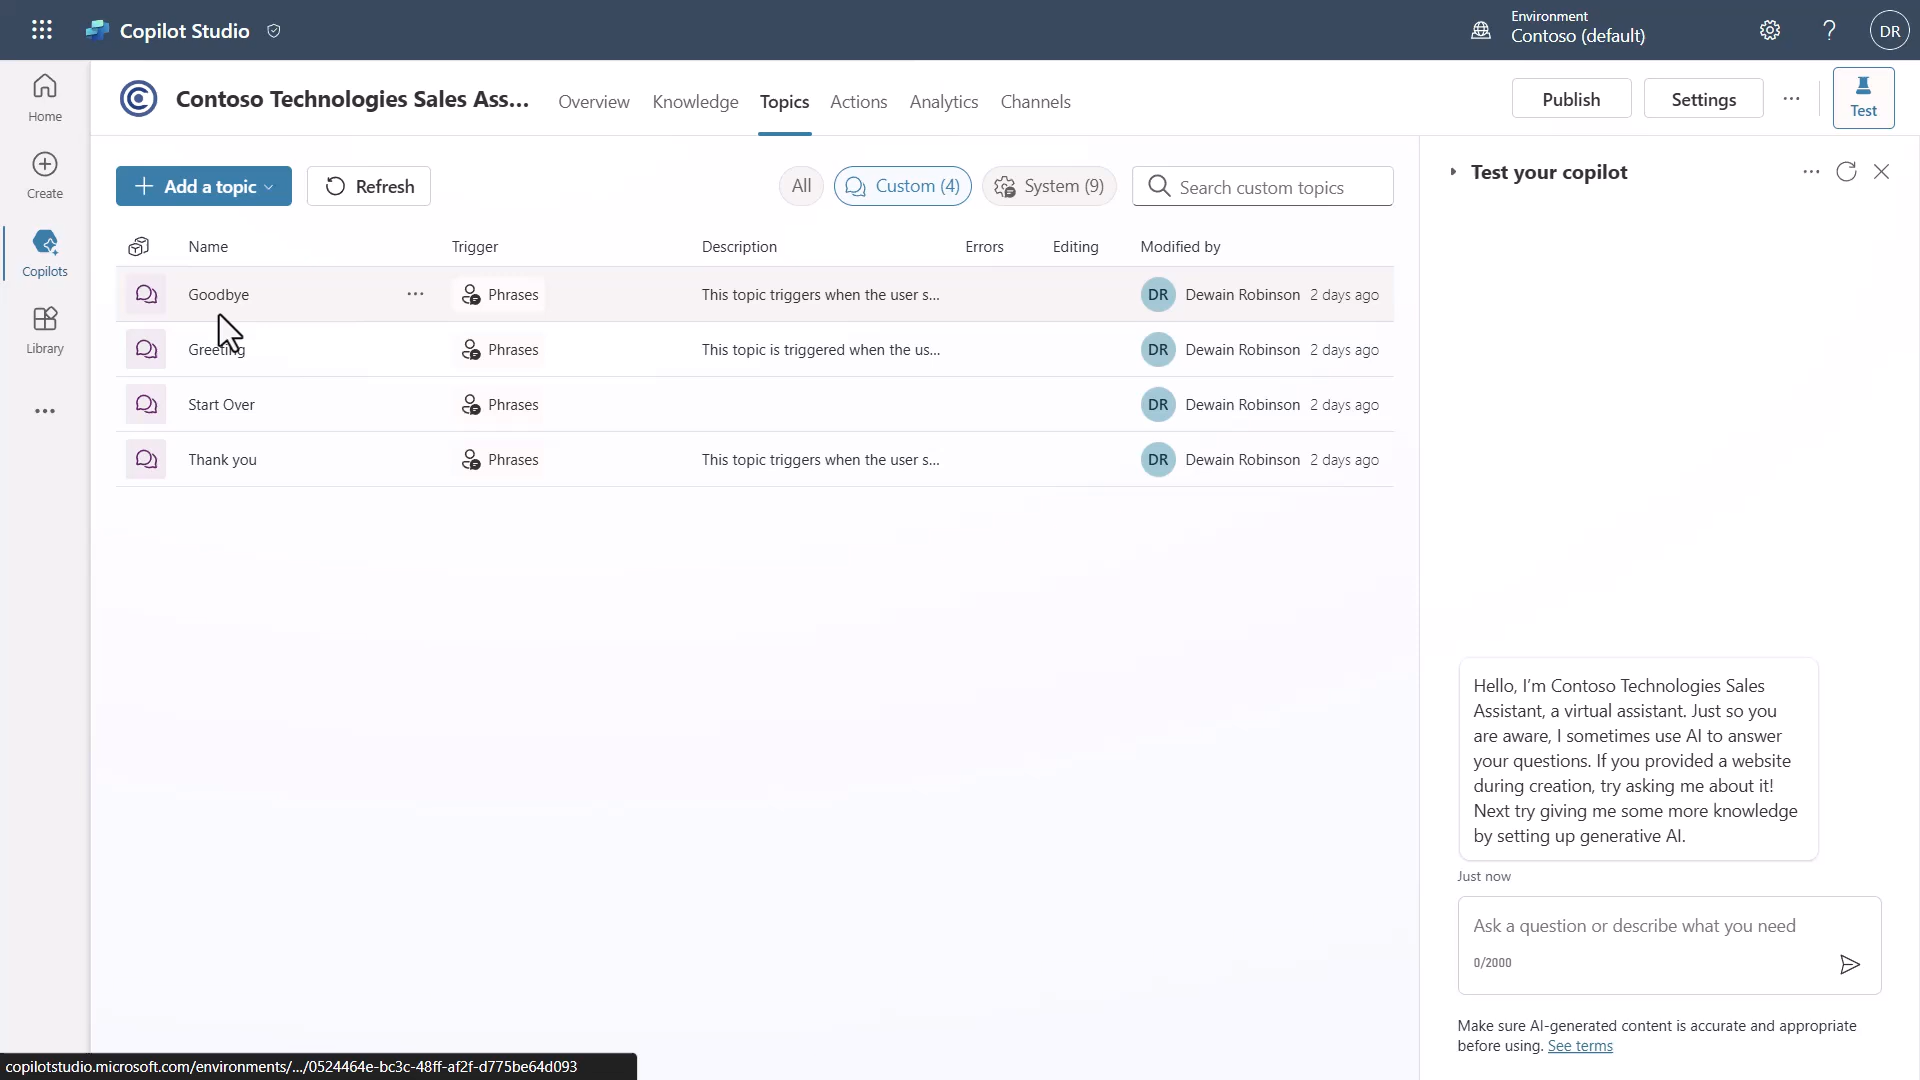 Copilot Studio
Environment
Contoso (default)
DR
Home
Create
Copilots
Library
Contoso Technologies Sales Ass...
Overview
Knowledge
Topics
Actions
Analytics
Channels
Publish
Settings
Test
Add a topic
Refresh
All
Custom (4)
System (9)
Search custom topics
Name
Trigger
Description
Errors
Editing
Modified by
Goodbye
Phrases
This topic triggers when the user s...
DR
Dewain Robinson
2 days ago
Greeting
Phrases
This topic is triggered when the us...
DR
Dewain Robinson
2 days ago
Start Over
Phrases
DR
Dewain Robinson
2 days ago
Thank you
Phrases
This topic triggers when the user s...
DR
Dewain Robinson
2 days ago
Test your copilot
Hello, I'm Contoso Technologies Sales
Assistant, a virtual assistant. Just so you
are aware, I sometimes use AI to answer
your questions. If you provided a website
during creation, try asking me about it!
Next try giving me some more knowledge
by setting up generative AI.
Just now
Ask a question or describe what you need
0/2000
Make sure AI-generated content is accurate and appropriate
before using. See terms
copilotstudio.microsoft.com/environments/.../0524464e-bc3c-48ff-af2f-d775be64d093